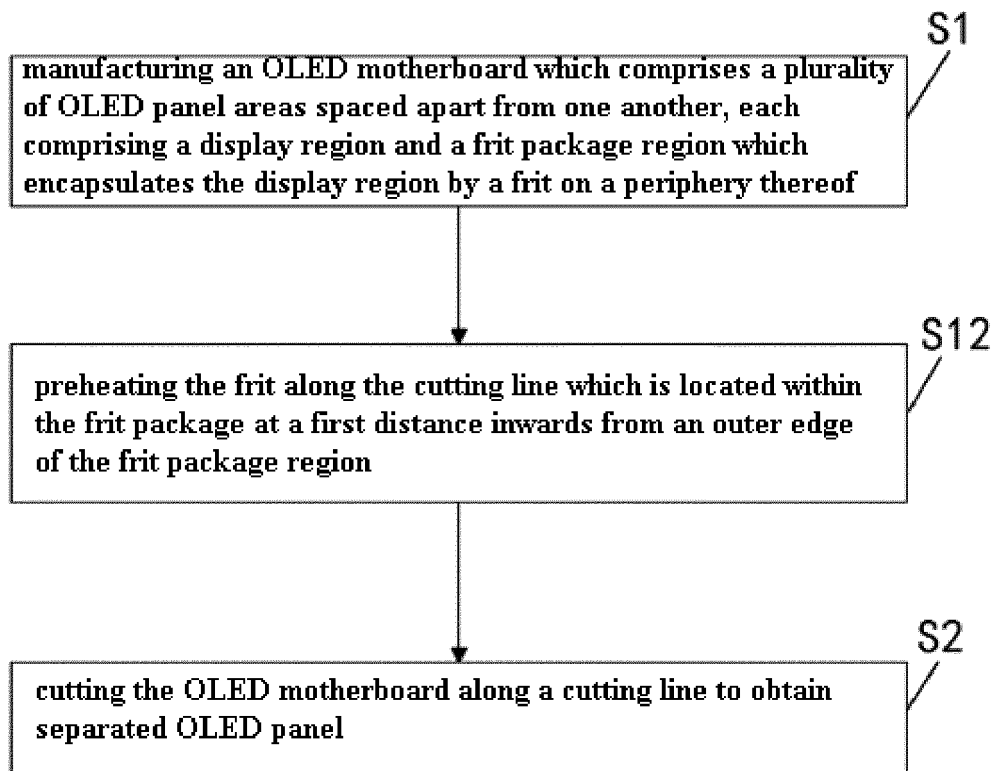 S1
manufacturing an OLED motherboard which comprises a plurality
of OLED panel areas spaced apart from one another, each
comprising a display region and a frit package region which
encapsulates the display region by a frit on a periphery thereof
S12
preheating the frit along the cutting line which is located within
the frit package at a first distance inwards from an outer edge
of the frit package region
S2
cutting the OLED motherboard along a cutting line to obtain
separated OLED panel